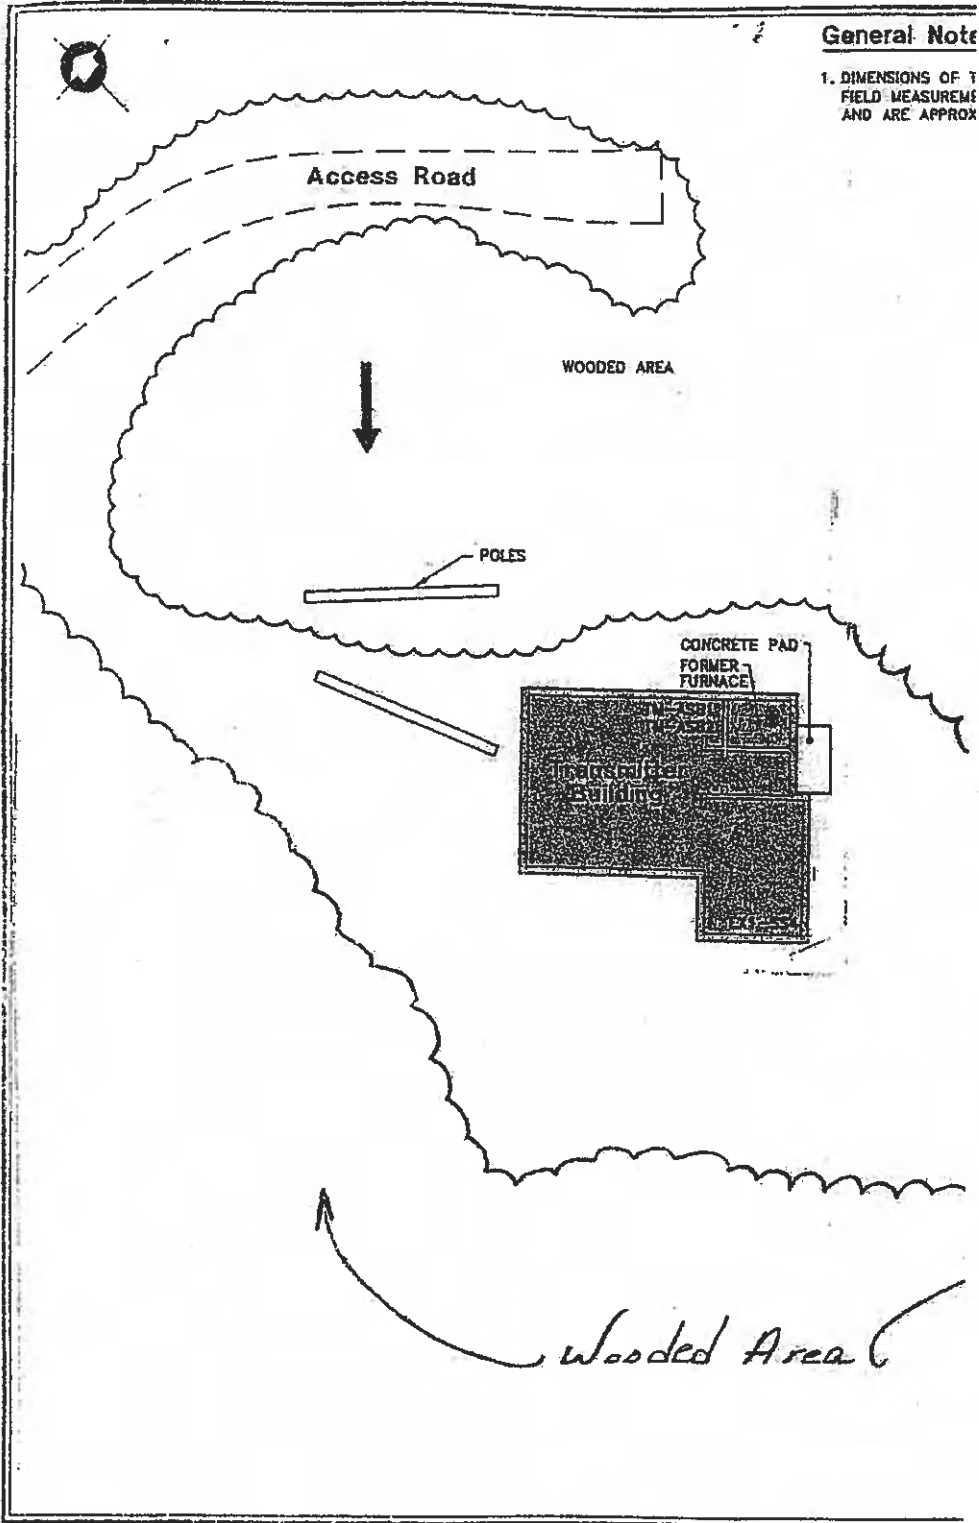 General Note
1. DIMENSIONS OF T
FIELD MEASUREME
AND ARE APPROX
Access Road
WOODED AREA
POLES
CONCRETE PAD
FORMER
FURNACE
Transmitter
Building
Wooded Area